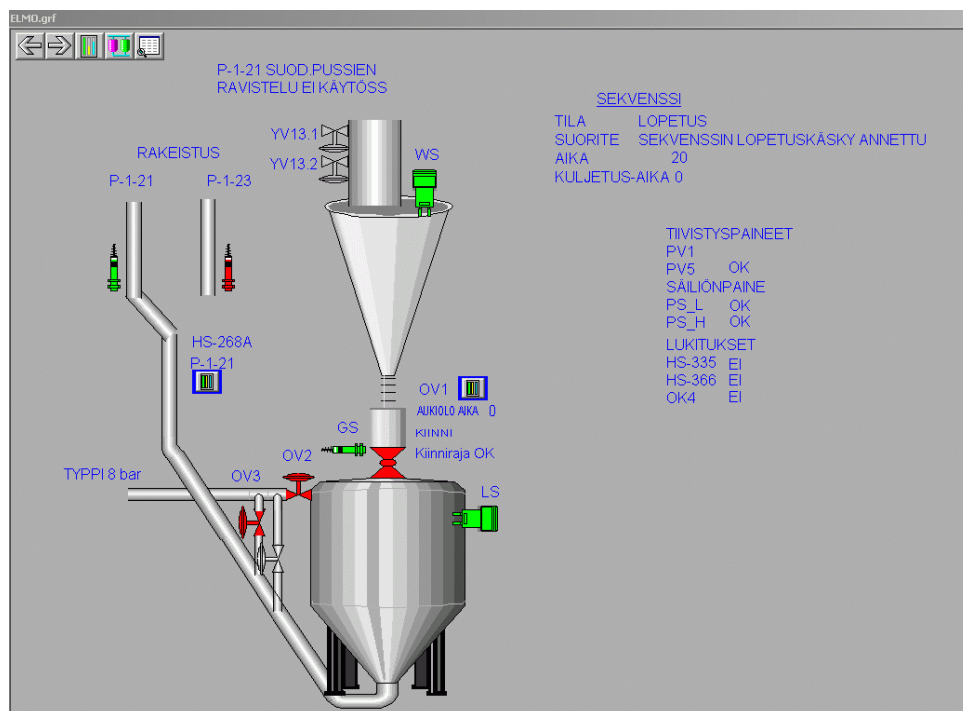 ELMO.grf
P-1-21 SUOD.PUSSIEN
RAVISTELU EI KÄYTÖSS
SEKVENSSI
TILA LOPETUS
SUORITE SEKVENSSIN LOPETUSKÄSKY ANNETTU
AIKA 20
KULJETUS-AIKA 0
YV13.1
YV13.2
WS
RAKEISTUS
P-1-21 P-1-23
TIIVISTYSPAINEET
PV1
PV5 OK
SÄILIÖNPAINE
PS_L OK
PS_H OK
LUKITUKSET
HS-335 EI
HS-366 EI
OK4 EI
HS-268A
P-1-21
OV1
AUKIOLO AIKA 0
KIINNI
Kiinniraja OK
GS
OV2
OV3
TYPPI 8 bar
LS